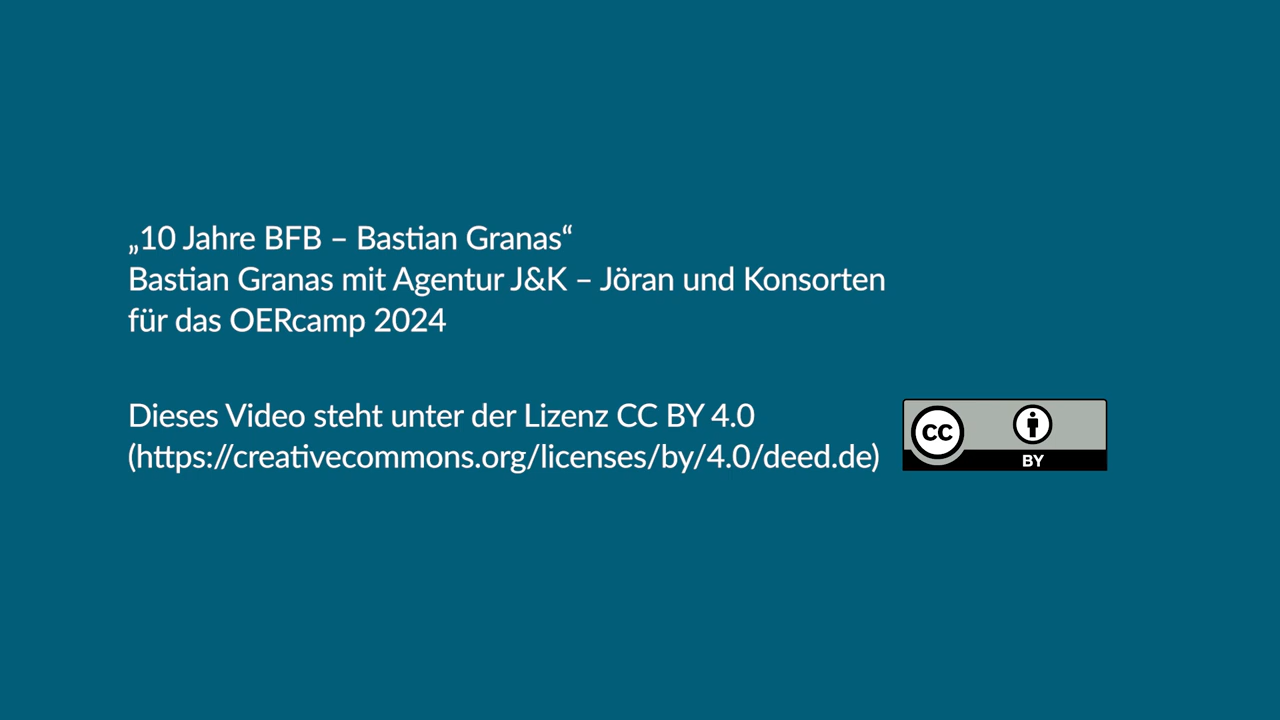 „10 Jahre BFB – Bastian Granas“
Bastian Granas mit Agentur J&K – Jöran und Konsorten
für das OERcamp 2024
Dieses Video steht unter der Lizenz CC BY 4.0
(https://creativecommons.org/licenses/by/4.0/deed.de)
CC
BY